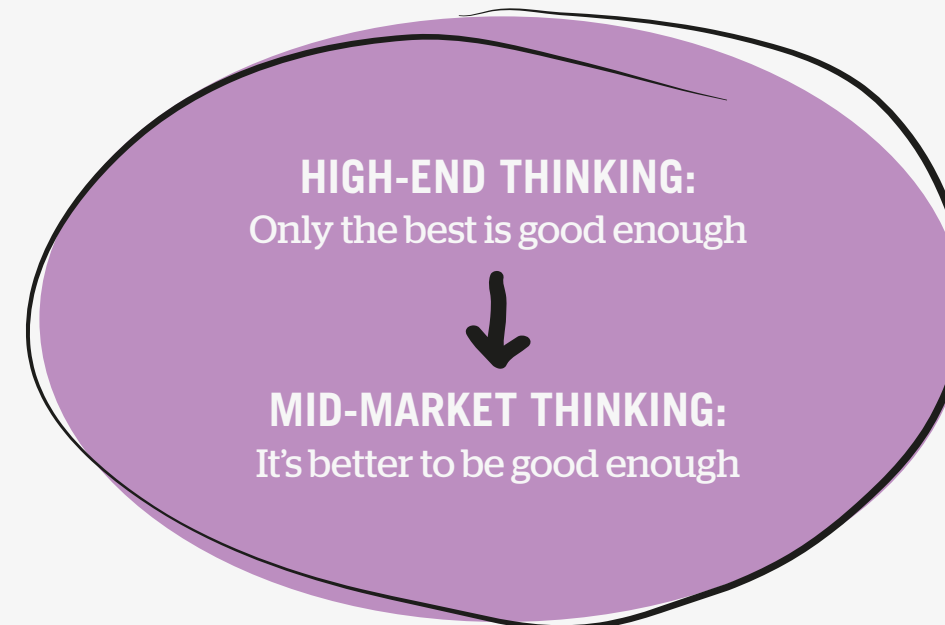 HIGH-END THINKING:
Only the best is good enough
MID-MARKET THINKING:
It’s better to be good enough